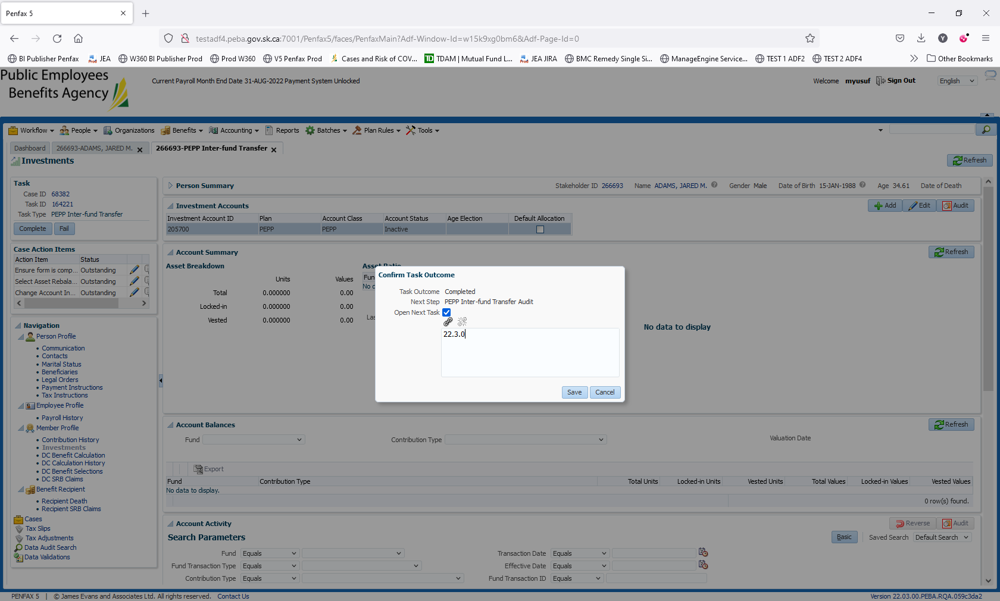 Penfax 5
testadf4.peba.gov.sk.ca:7001/Penfax5/faces/PenfaxMain?Adf-Window-Id=w15k9xg0bm6&Adf-Page-Id=0
BI Publisher Penfax JEA W360 BI Publisher Prod Prod W360 V5 Penfax Prod Cases and Risk of COV... TD TDAM | Mutual Fund L... JEA JIRA BMC Remedy Single Si... ManageEngine Service... TEST 1 ADF2 TEST 2 ADF4 Other Bookmarks
Public Employees
Benefits Agency
Current Payroll Month End Date 31-AUG-2022 Payment System Unlocked
Welcome myusuf Sign Out English
Workflow People Organizations Benefits Accounting Reports Batches Plan Rules Tools
Dashboard 266693-ADAMS, JARED M. 266693-PEPP Inter-fund Transfer
Investments
Refresh
Task
Case ID 68382
Task ID 164221
Task Type PEPP Inter-fund Transfer
Complete Fail
Case Action Items
Action Item Status
Ensure form is comp... Outstanding
Select Asset Rebala... Outstanding
Change Account In... Outstanding
Navigation
Person Profile
Communication
Contacts
Marital Status
Beneficiaries
Legal Orders
Payment Instructions
Tax Instructions
Employee Profile
Payroll History
Member Profile
Contribution History
Investments
DC Benefit Calculation
DC Calculation History
DC Benefit Selections
DC SRB Claims
Benefit Recipient
Recipient Death
Recipient SRB Claims
Cases
Tax Slips
Tax Adjustments
Data Audit Search
Data Validations
Person Summary Stakeholder ID 266693 Name ADAMS, JARED M. Gender Male Date of Birth 15-JAN-1988 Age 34.61 Date of Death
Investment Accounts Add Edit Audit
Investment Account ID Plan Account Class Account Status Age Election Default Allocation
205700 PEPP PEPP Inactive
Account Summary Refresh
Asset Breakdown
Units Values
Total 0.000000 0.00
Locked-in 0.000000 0.00
Vested 0.000000 0.00
Asset Ratio
Fun
No d
Las
No data to display
Confirm Task Outcome
Task Outcome Completed
Next Step PEPP Inter-fund Transfer Audit
Open Next Task
22.3.0
Save Cancel
Account Balances Refresh
Fund Contribution Type Valuation Date
Export
Fund Contribution Type Total Units Locked-in Units Vested Units Total Values Locked-in Values Vested Values
No data to display.
0 row(s) found.
Account Activity Reverse Audit
Search Parameters Basic Saved Search Default Search
Fund Equals Transaction Date Equals
Fund Transaction Type Equals Effective Date Equals
Contribution Type Equals Fund Transaction ID Equals
PENFAX 5 | © James Evans and Associates Ltd. All rights reserved. Contact Us Version 22.03.00.PEBA.RQA.059c3da2